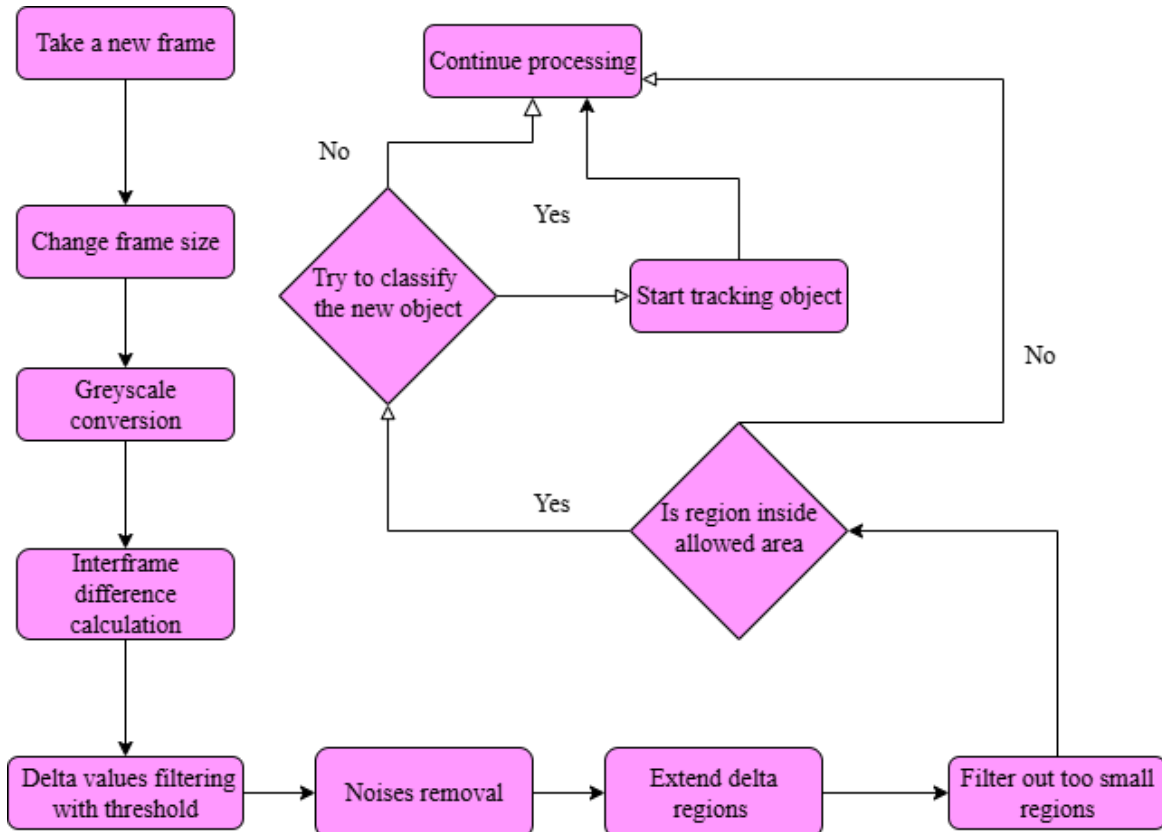 Take a new frame
Change frame size
Greyscale
conversion
Interframe
difference
calculation
Delta values filtering
with threshold
Noises removal
Extend delta
regions
Filter out too small
regions
Is region inside
allowed area
Yes
No
Try to classify
the new object
No
Yes
Start tracking object
Continue processing